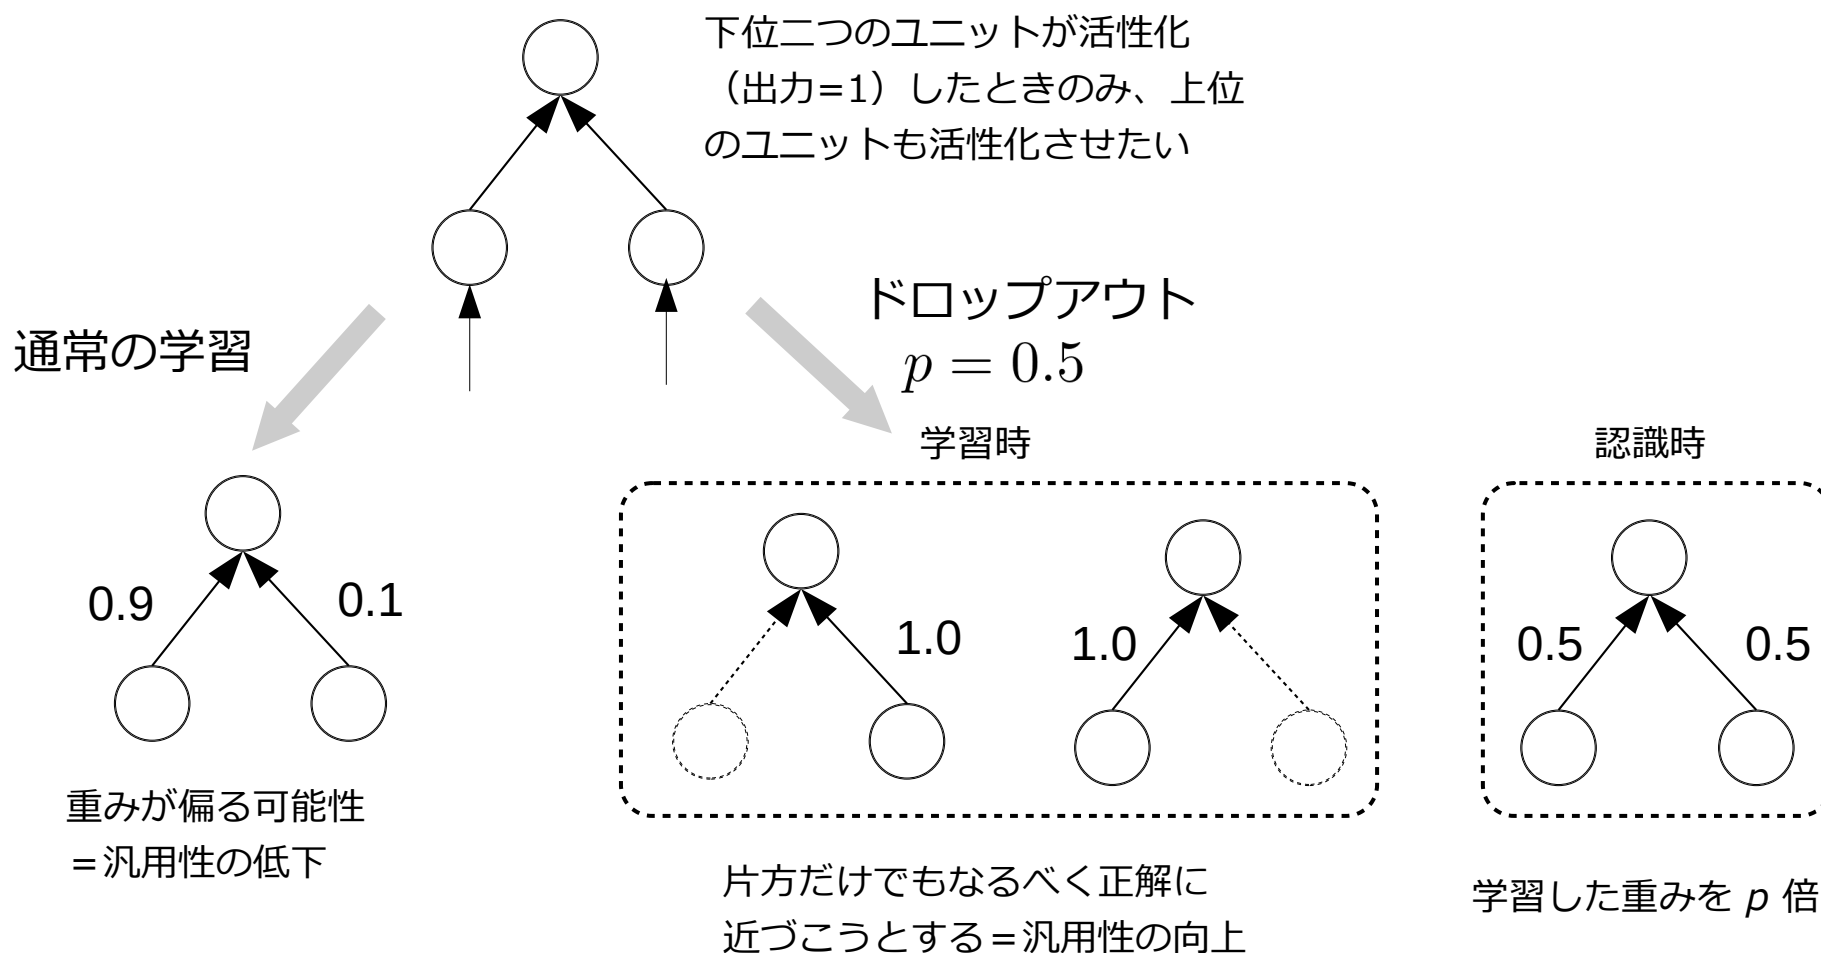 下位二つのユニットが活性化
（出力=1）したときのみ、上位
のユニットも活性化させたい
通常の学習
ドロップアウト
p = 0.5
学習時
認識時
0.9
0.1
1.0
1.0
0.5
0.5
重みが偏る可能性
＝汎用性の低下
片方だけでもなるべく正解に
近づこうとする＝汎用性の向上
学習した重みを p 倍